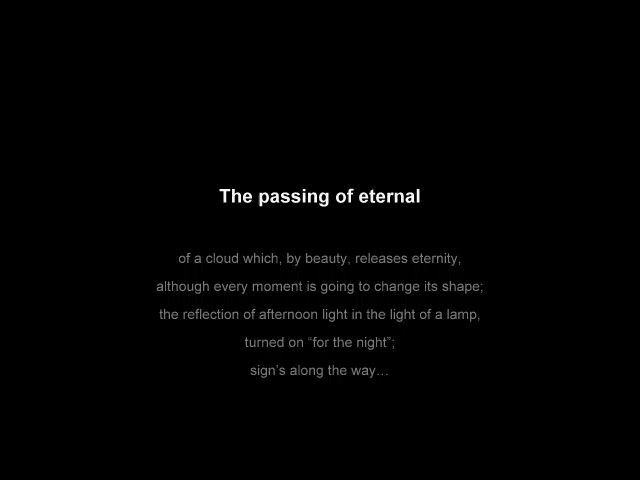 The passing of eternal
of a cloud which, by beauty, releases eternity,
although every moment is going to change its shape;
the reflection of afternoon light in the light of a lamp,
turned on “for the night”;
sign’s along the way…